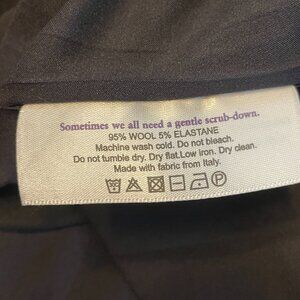 Sometimes we all need a gentle scrub-down.
95% WOOL 5% ELASTANE
Machine wash cold. Do not bleach.
Do not tumble dry. Dry flat.Low iron. Dry clean.
Made with fabric from Italy.
P